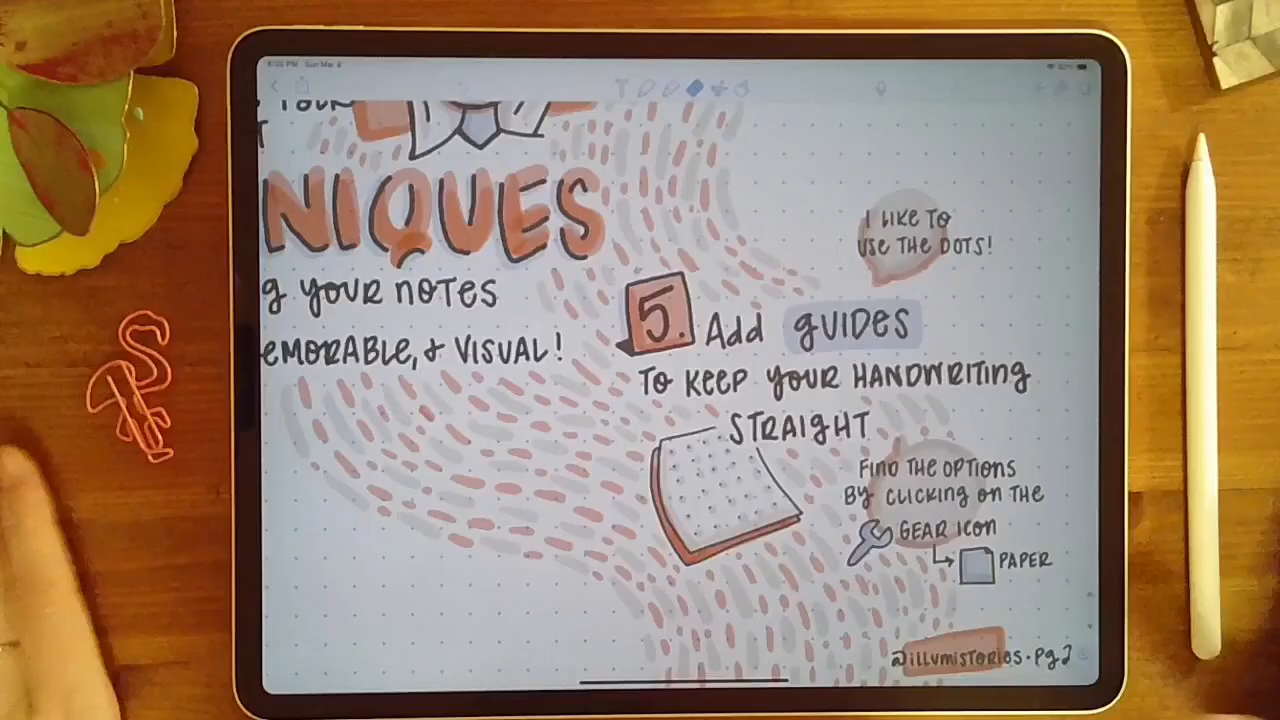 YOUR
T
NIQUES
g YOUR NOTES
EMORABLE, & VISUAL!
I LIKE TO
USE THE DOTS!
5. Add gUIDES
TO KEEP YOUR HANDWRITING
STRAIGHT
FIND THE OPTIONS
BY CLICKING ON THE
GEAR ICON
PAPER
@ILLUMISTORIES • Pg 2